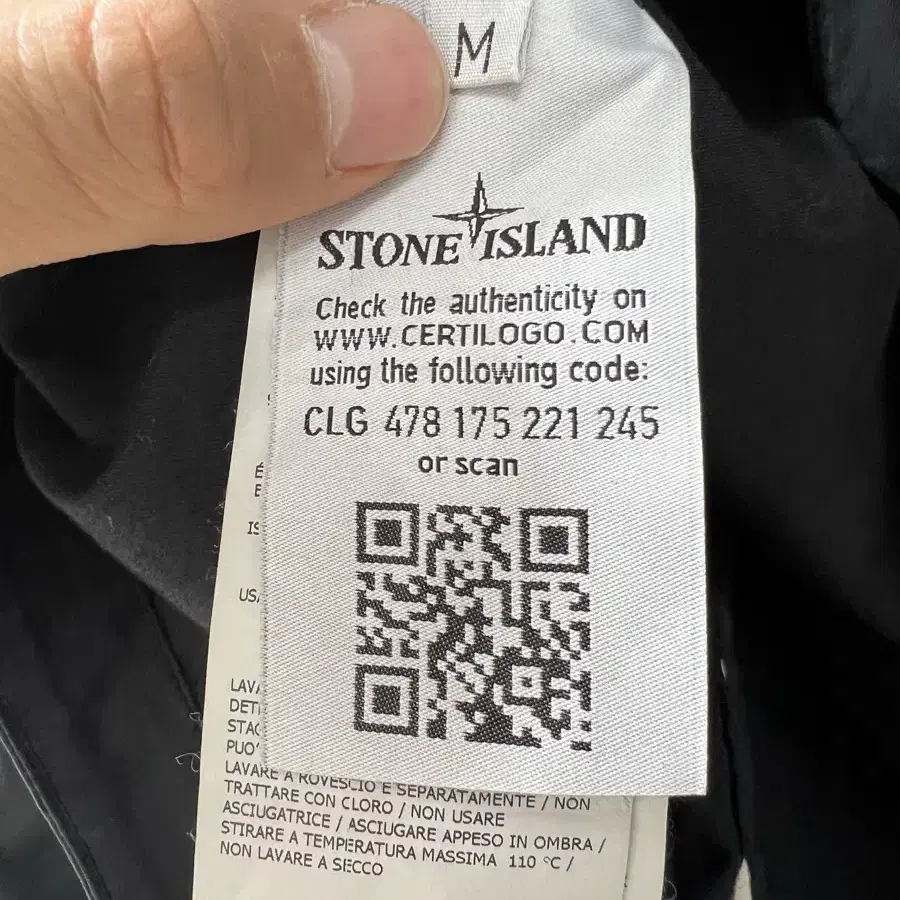 M
STONE ISLAND
Check the authenticity on
WWW.CERTILOGO.COM
using the following code:
CLG 478 175 221 245
or scan
LAVARE A ROVESCIO E SEPARATAMENTE / NON
TRATTARE CON CLORO / NON USARE
ASCIUGATRICE / ASCIUGARE APPESO IN OMBRA /
STIRARE A TEMPERATURA MASSIMA 110 °C /
NON LAVARE A SECCO